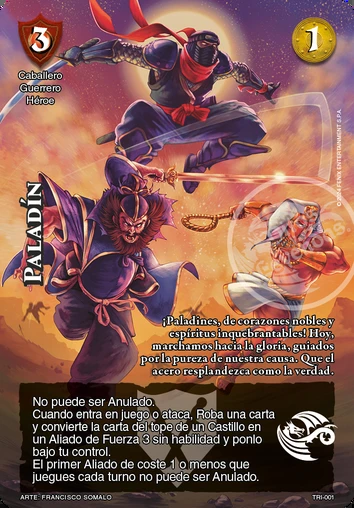 3
1
Caballero
Guerrero
Héroe
PALADÍN
¡Paladines, de corazones nobles y
espíritus inquebrantables! Hoy,
marchamos hacia la gloria, guiados
por la pureza de nuestra causa. Que el
acero resplandezca como la verdad.
No puede ser Anulado.
Cuando entra en juego o ataca, Roba una carta
y convierte la carta del tope de un Castillo en
un Aliado de Fuerza 3 sin habilidad y ponlo
bajo tu control.
El primer Aliado de coste 1 o menos que
juegues cada turno no puede ser Anulado.
ARTE: FRANCISCO SOMALO
TRI-001